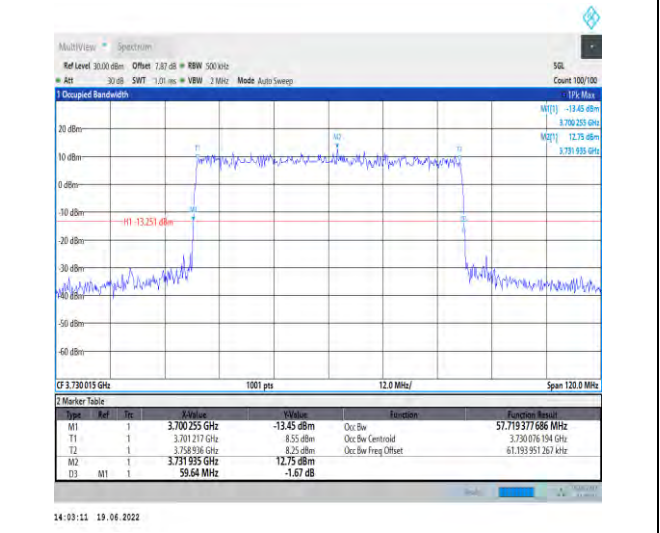 MultiView Spectrum
Ref Level 30.00 dBm Offset 7.87 dB RBW 500 kHz SGL
Att 30 dB SWT 1.01 ms VBW 2 MHz Mode Auto Sweep Count 100/100
1 Occupied Bandwidth 1Pk Max
M1[1] -13.45 dBm
3.700 255 GHz
M2[1] 12.75 dBm
3.731 935 GHz
20 dBm
T1 M2 T2
10 dBm
0 dBm
-10 dBm
M1
H1 -13.251 dBm
D3
-20 dBm
-30 dBm
-40 dBm
-50 dBm
-60 dBm
CF 3.730 015 GHz 1001 pts 12.0 MHz/ Span 120.0 MHz
2 Marker Table
Type Ref Trc X-Value Y-Value Function Function Result
M1 1 3.700 255 GHz -13.45 dBm Occ Bw 57.719 377 686 MHz
T1 1 3.701 217 GHz 8.55 dBm Occ Bw Centroid 3.730 076 194 GHz
T2 1 3.758 936 GHz 8.25 dBm Occ Bw Freq Offset 61.193 951 267 kHz
M2 1 3.731 935 GHz 12.75 dBm
D3 M1 1 59.64 MHz -1.67 dB
14:03:11 19.06.2022